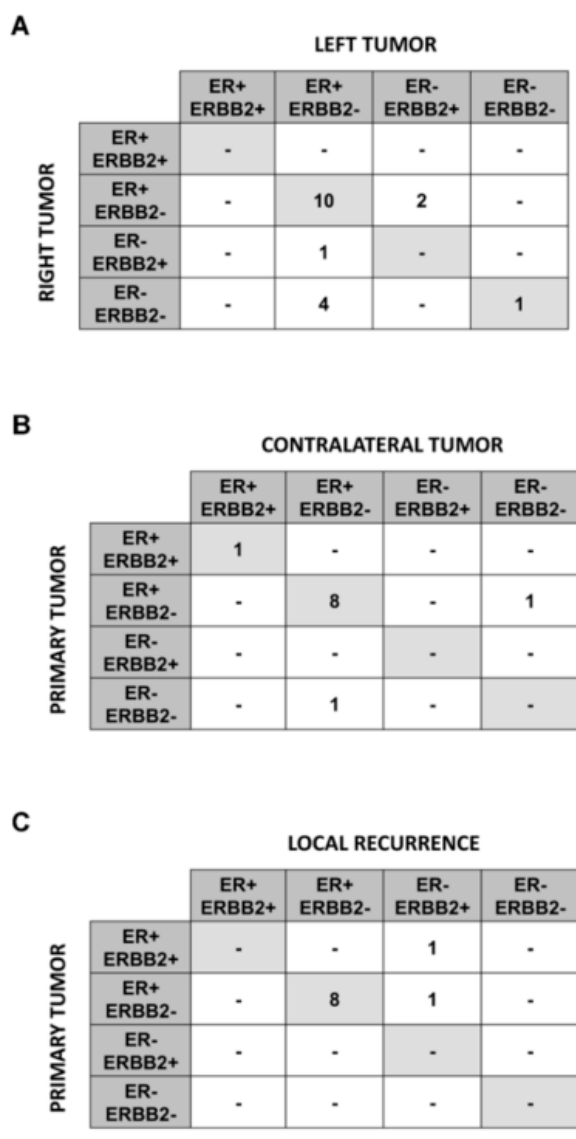 A
LEFT TUMOR
ER+ ER+ ER- ER-
ERBB2+ ERBB2- ERBB2+ ERBB2-
RIGHT TUMOR
ER+
ERBB2+ - - - -
ER+
ERBB2- - 10 2 -
ER-
ERBB2+ - 1 - -
ER-
ERBB2- - 4 - 1
B
CONTRALATERAL TUMOR
ER+ ER+ ER- ER-
ERBB2+ ERBB2- ERBB2+ ERBB2-
PRIMARY TUMOR
ER+
ERBB2+ 1 - - -
ER+
ERBB2- - 8 - 1
ER-
ERBB2+ - - - -
ER-
ERBB2- - 1 - -
C
LOCAL RECURRENCE
ER+ ER+ ER- ER-
ERBB2+ ERBB2- ERBB2+ ERBB2-
PRIMARY TUMOR
ER+
ERBB2+ - - 1 -
ER+
ERBB2- - 8 1 -
ER-
ERBB2+ - - - -
ER-
ERBB2- - - - -